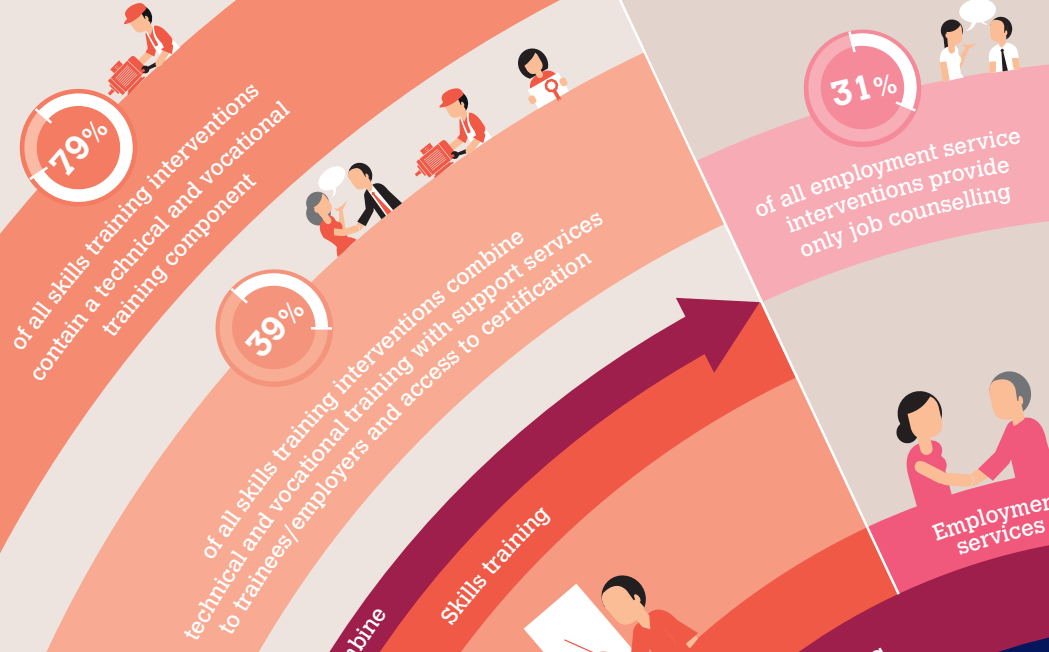 79%
of all skills training interventions
contain a technical and vocational
training component
39%
of all skills training interventions combine
technical and vocational training with support services
to trainees/employers and access to certification
Skills training
31%
of all employment service
interventions provide
only job counselling
services